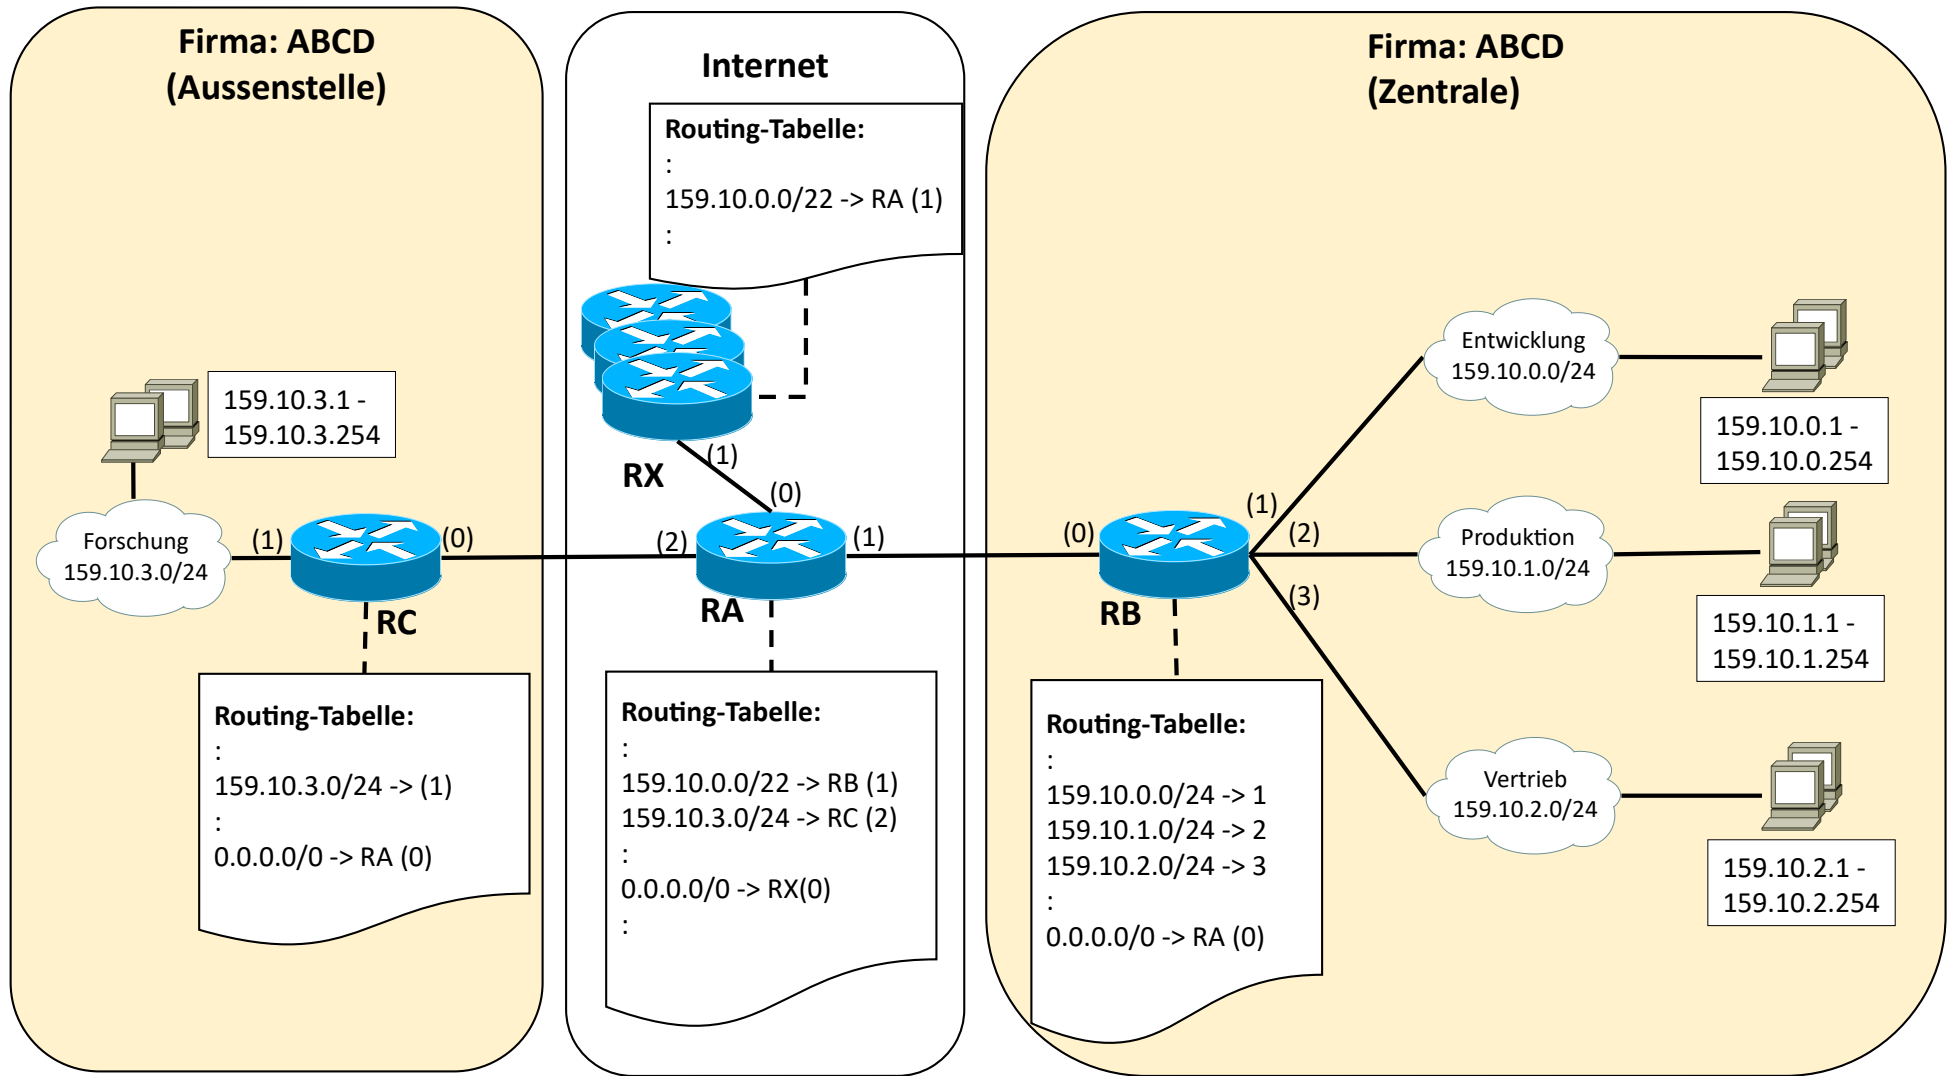 Firma: ABCD
(Aussenstelle)
159.10.3.1 -
159.10.3.254
Forschung
159.10.3.0/24
(1)
(0)
RC
Routing-Tabelle:
:
159.10.3.0/24 -> (1)
:
0.0.0.0/0 -> RA (0)
Internet
Routing-Tabelle:
:
159.10.0.0/22 -> RA (1)
:
RX
(1)
(0)
(2)
(1)
RA
Routing-Tabelle:
:
159.10.0.0/22 -> RB (1)
159.10.3.0/24 -> RC (2)
:
0.0.0.0/0 -> RX(0)
:
Firma: ABCD
(Zentrale)
(0)
(1)
(2)
(3)
RB
Routing-Tabelle:
:
159.10.0.0/24 -> 1
159.10.1.0/24 -> 2
159.10.2.0/24 -> 3
:
0.0.0.0/0 -> RA (0)
Entwicklung
159.10.0.0/24
159.10.0.1 -
159.10.0.254
Produktion
159.10.1.0/24
159.10.1.1 -
159.10.1.254
Vertrieb
159.10.2.0/24
159.10.2.1 -
159.10.2.254